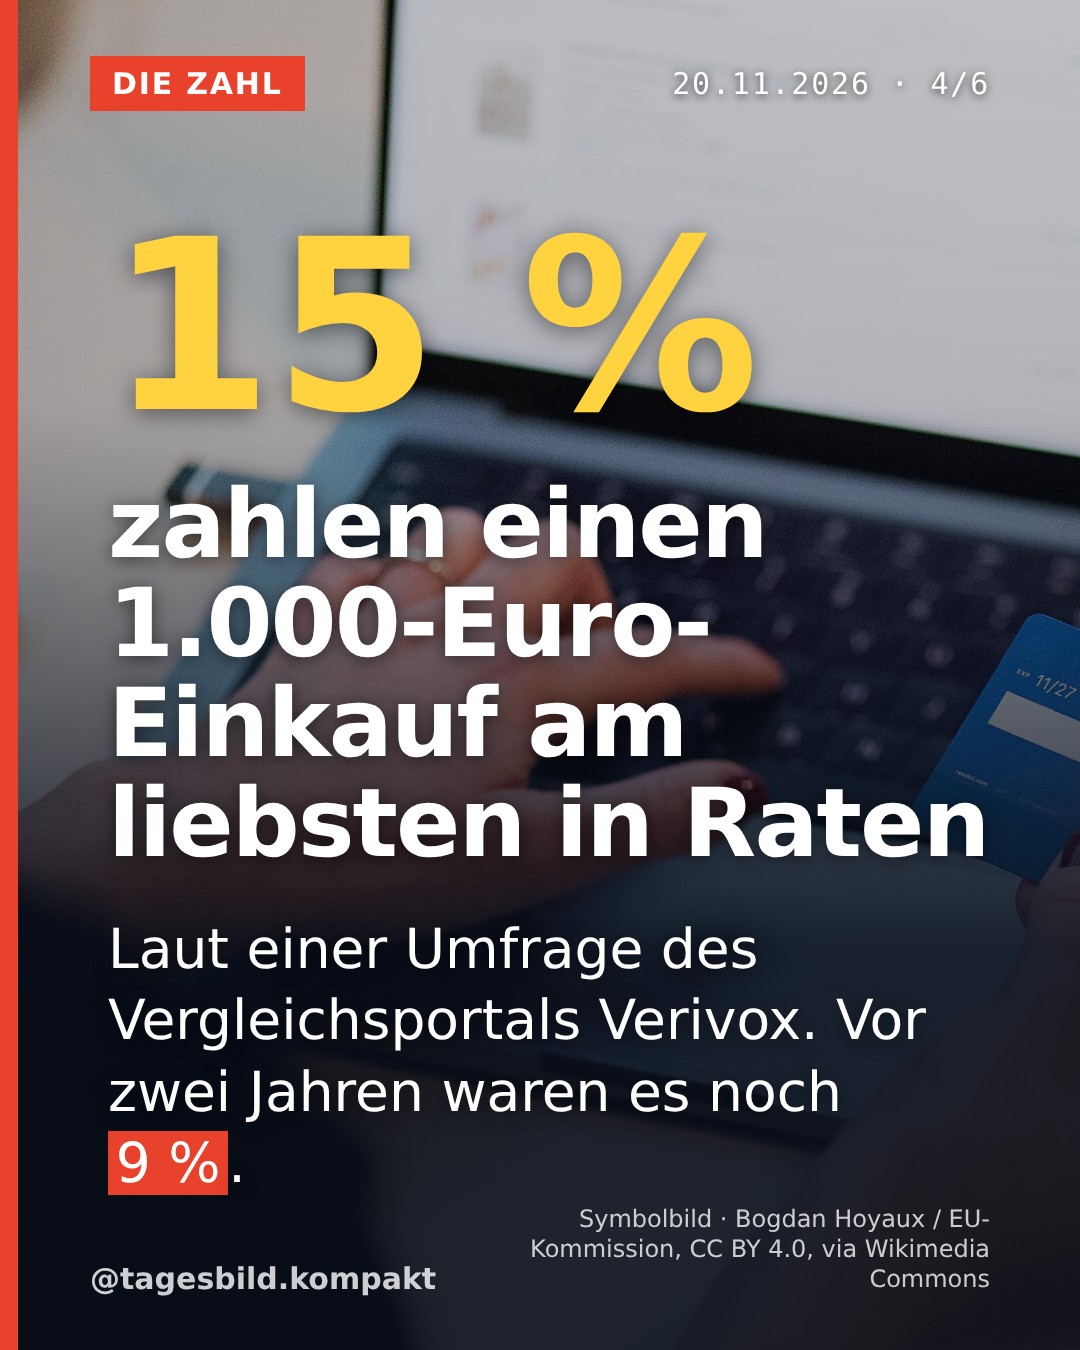 DIE ZAHL
20.11.2026 · 4/6
15 %
zahlen einen
1.000-Euro-
Einkauf am
liebsten in Raten
EXP 11/27
Laut einer Umfrage des
Vergleichsportals Verivox. Vor
zwei Jahren waren es noch
9 %.
Symbolbild · Bogdan Hoyaux / EU-
Kommission, CC BY 4.0, via Wikimedia
Commons
@tagesbild.kompakt